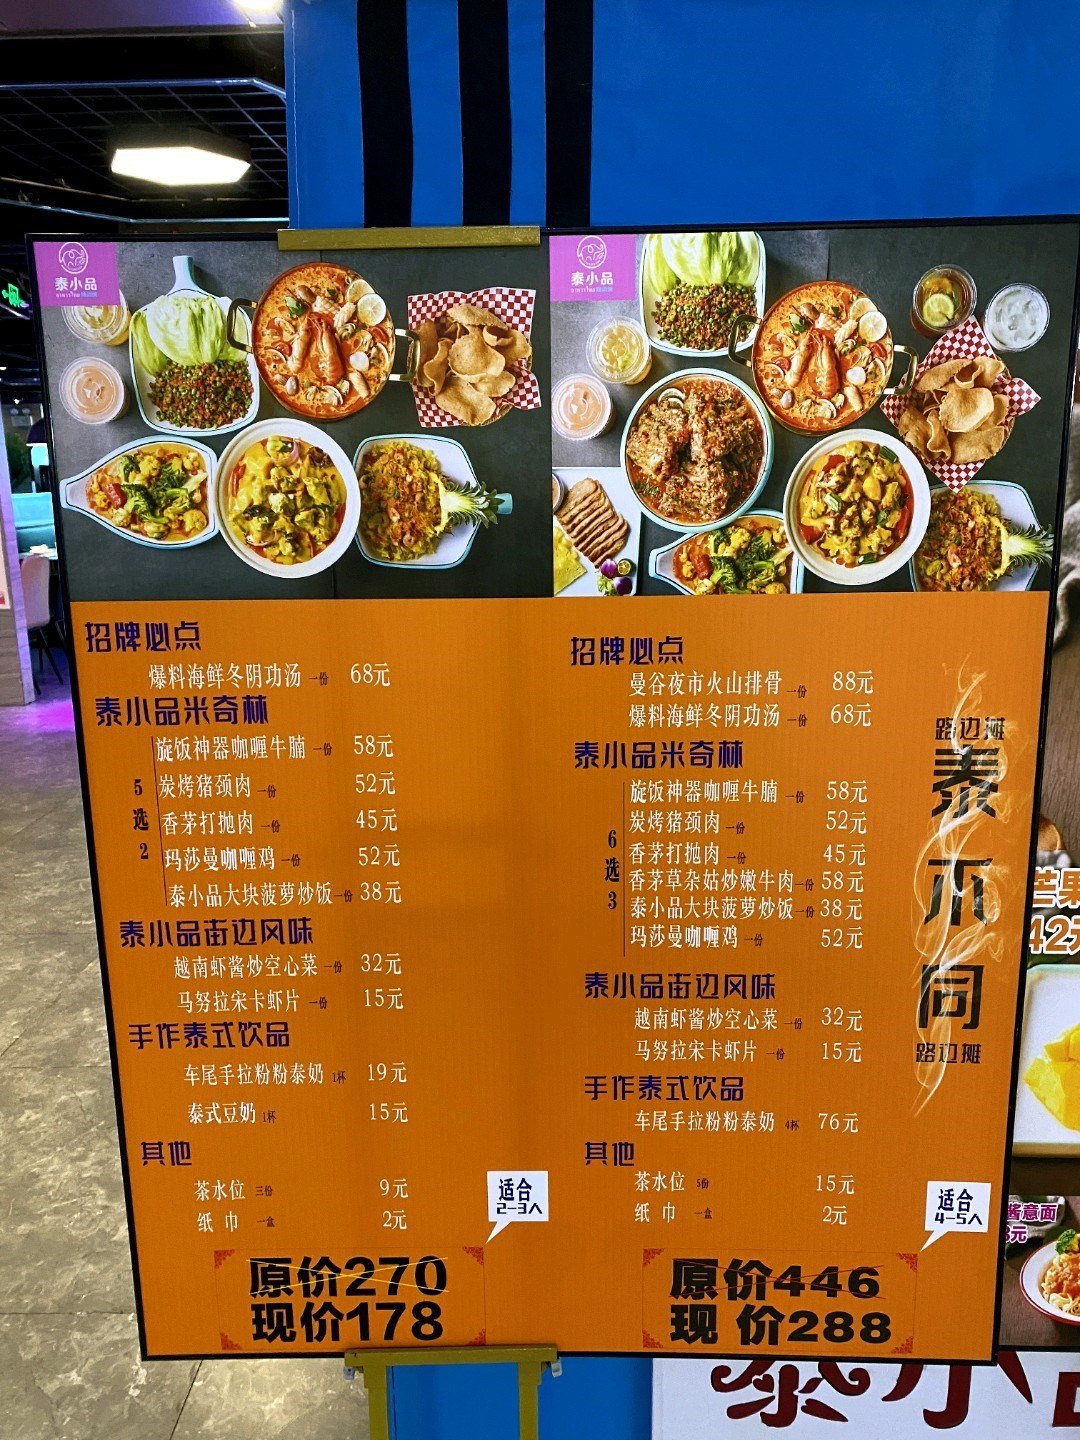 泰小品
招牌必点
爆料海鲜冬阴功汤 一份 68元
泰小品米奇林
5选2
旋饭神器咖喱牛腩 一份 58元
炭烤猪颈肉 一份 52元
香茅打抛肉 一份 45元
玛莎曼咖喱鸡 一份 52元
泰小品大块菠萝炒饭 一份 38元
泰小品街边风味
越南虾酱炒空心菜 一份 32元
马努拉宋卡虾片 一份 15元
手作泰式饮品
车尾手拉粉粉泰奶 1杯 19元
泰式豆奶 1杯 15元
其他
茶水位 三份 9元
纸巾 一盒 2元
适合
2-3人
原价270
现价178
泰小品
招牌必点
曼谷夜市火山排骨 一份 88元
爆料海鲜冬阴功汤 一份 68元
泰小品米奇林
6选3
旋饭神器咖喱牛腩 一份 58元
炭烤猪颈肉 一份 52元
香茅打抛肉 一份 45元
香茅草杂菇炒嫩牛肉 一份 58元
泰小品大块菠萝炒饭 一份 38元
玛莎曼咖喱鸡 一份 52元
泰小品街边风味
越南虾酱炒空心菜 一份 32元
马努拉宋卡虾片 一份 15元
手作泰式饮品
车尾手拉粉粉泰奶 4杯 76元
其他
茶水位 5份 15元
纸巾 一盒 2元
适合
4-5人
原价446
现价288
路边摊
泰不同
路边摊
芒果
42元
酱意面
元
泰小品